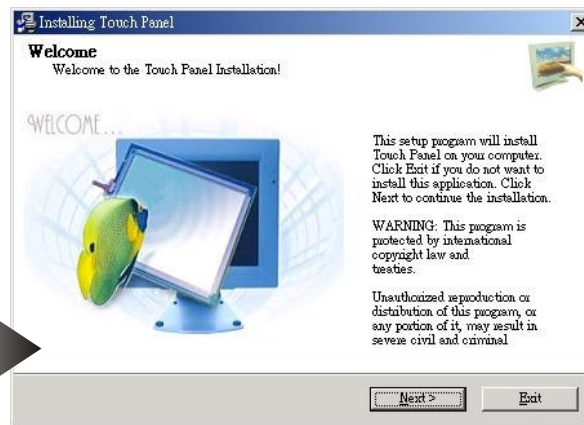 Installing Touch Panel
Welcome
Welcome to the Touch Panel Installation!
WELCOME...
This setup program will install
Touch Panel on your computer.
Click Exit if you do not want to
install this application. Click
Next to continue the installation.
WARNING: This program is
protected by international
copyright law and
treaties.
Unauthorized reproduction or
distribution of this program, or
any portion of it, may result in
severe civil and criminal
Next >
Exit